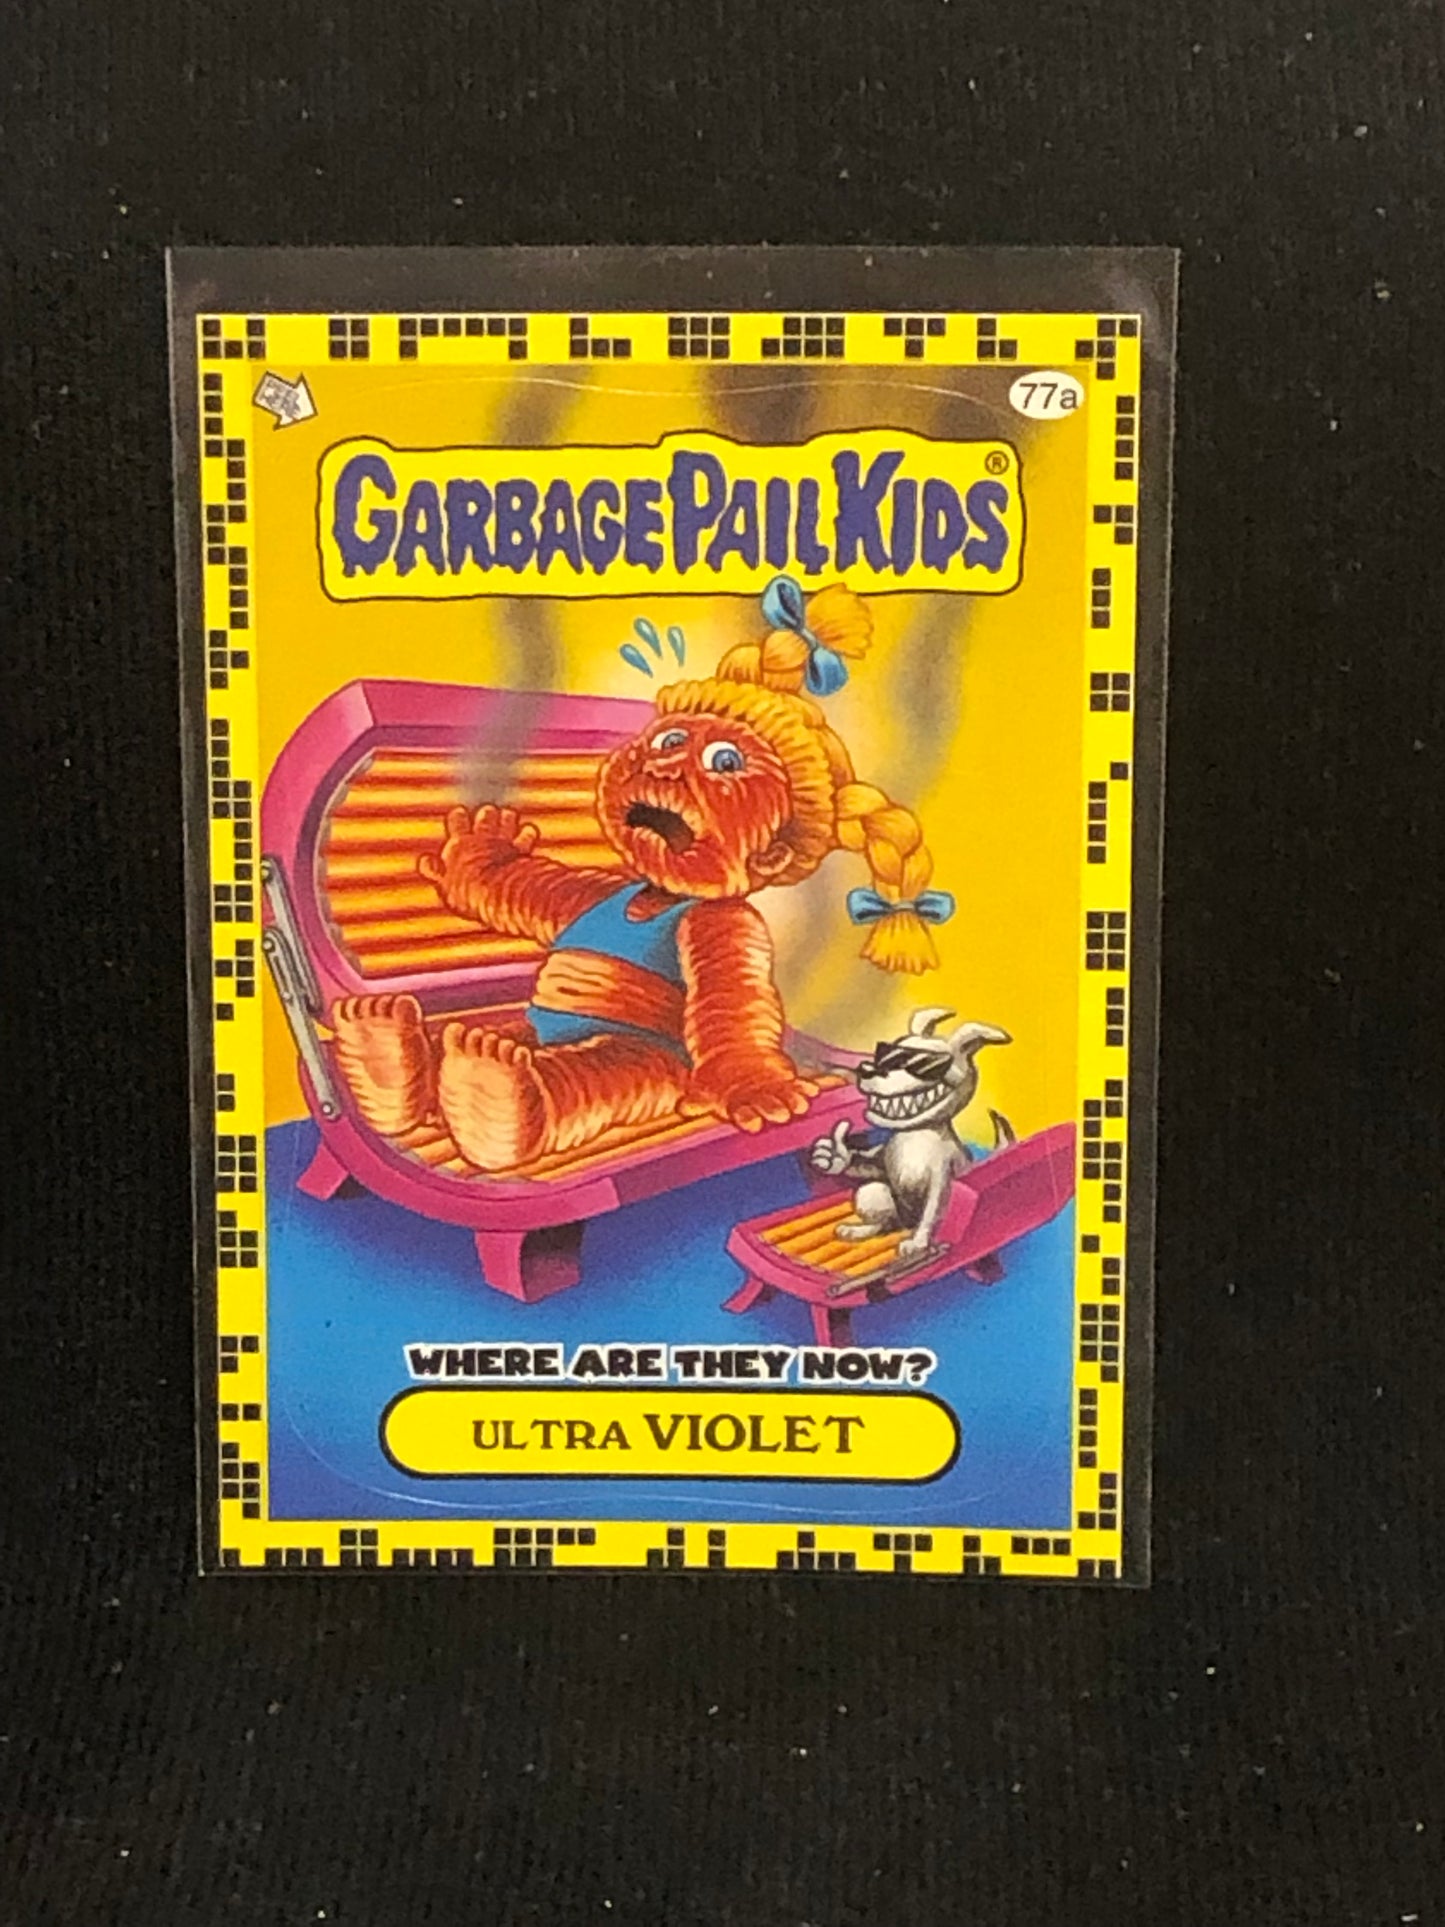 77a
GARBAGE PAIL KIDS®
WHERE ARE THEY NOW?
ULTRA VIOLET